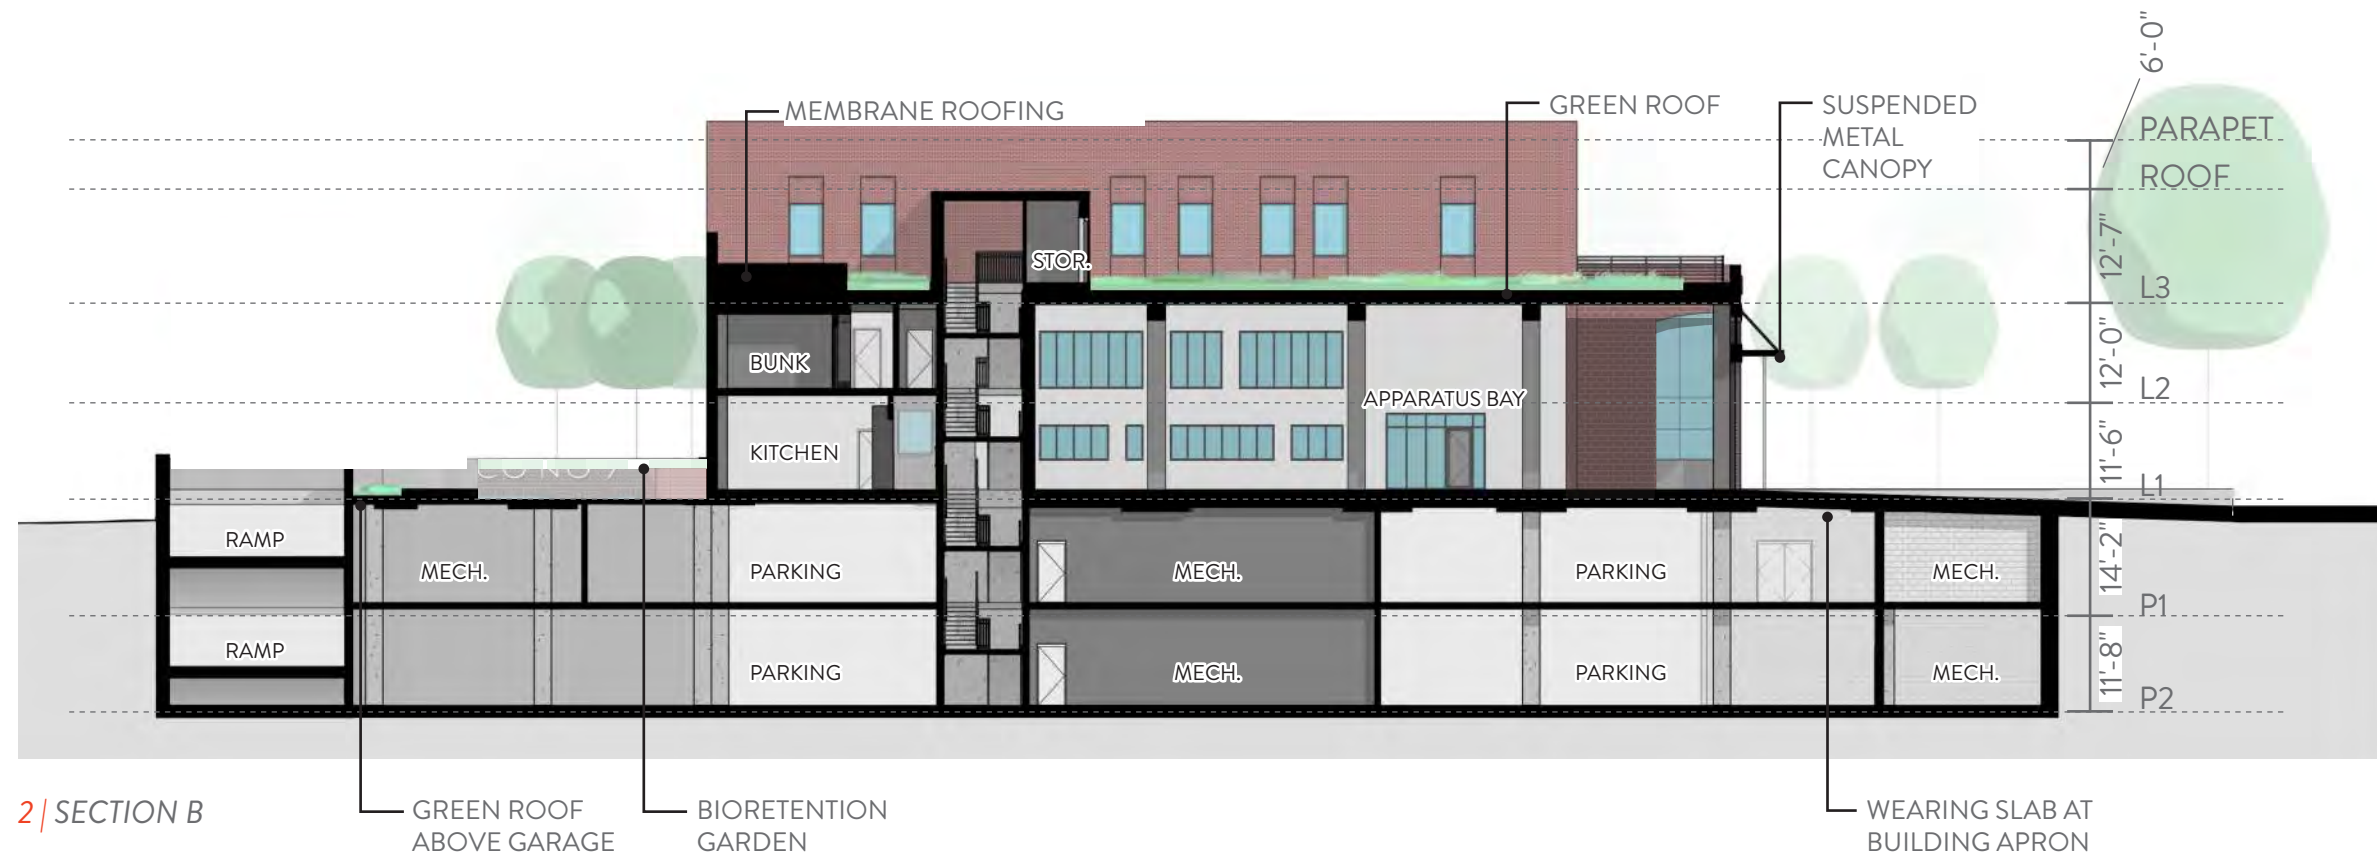 6'-0"
MEMBRANE ROOFING
GREEN ROOF
SUSPENDED
METAL
CANOPY
PARAPET
ROOF
12'-7"
STOR.
L3
12'-0"
BUNK
L2
APPARATUS BAY
11'-6"
KITCHEN
L1
RAMP
MECH.
PARKING
MECH.
PARKING
MECH.
14'-2"
P1
RAMP
PARKING
MECH.
PARKING
MECH.
11'-8"
P2
2 | SECTION B
GREEN ROOF
ABOVE GARAGE
BIORETENTION
GARDEN
WEARING SLAB AT
BUILDING APRON